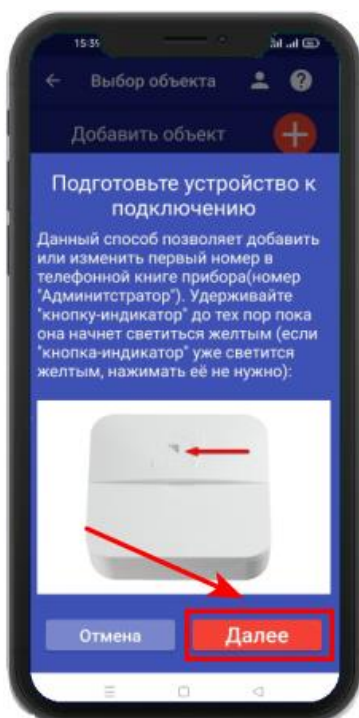 15:35
Выбор объекта
Добавить объект
Подготовьте устройство к
подключению
Данный способ позволяет добавить
или изменить первый номер в
телефонной книге прибора(номер
"Админитстратор"). Удерживайте
"кнопку-индикатор" до тех пор пока
она начнет светиться желтым (если
"кнопка-индикатор" уже светится
желтым, нажимать её не нужно):
Отмена
Далее